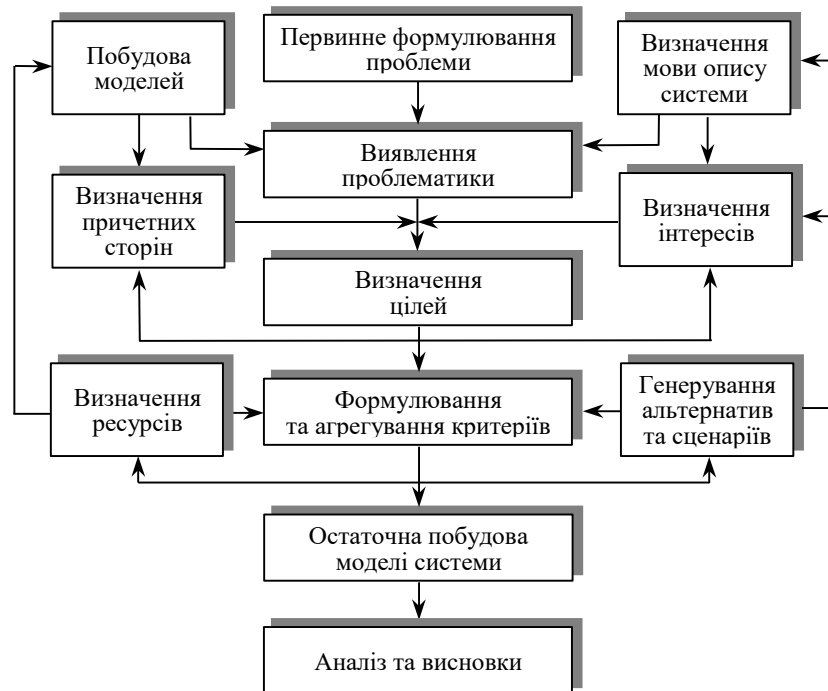 Побудова
моделей
Первинне формулювання
проблеми
Визначення
мови опису
системи
Виявлення
проблематики
Визначення
причетних
сторін
Визначення
інтересів
Визначення
цілей
Визначення
ресурсів
Формулювання
та агрегування критеріїв
Генерування
альтернатив
та сценаріїв
Остаточна побудова
моделі системи
Аналіз та висновки